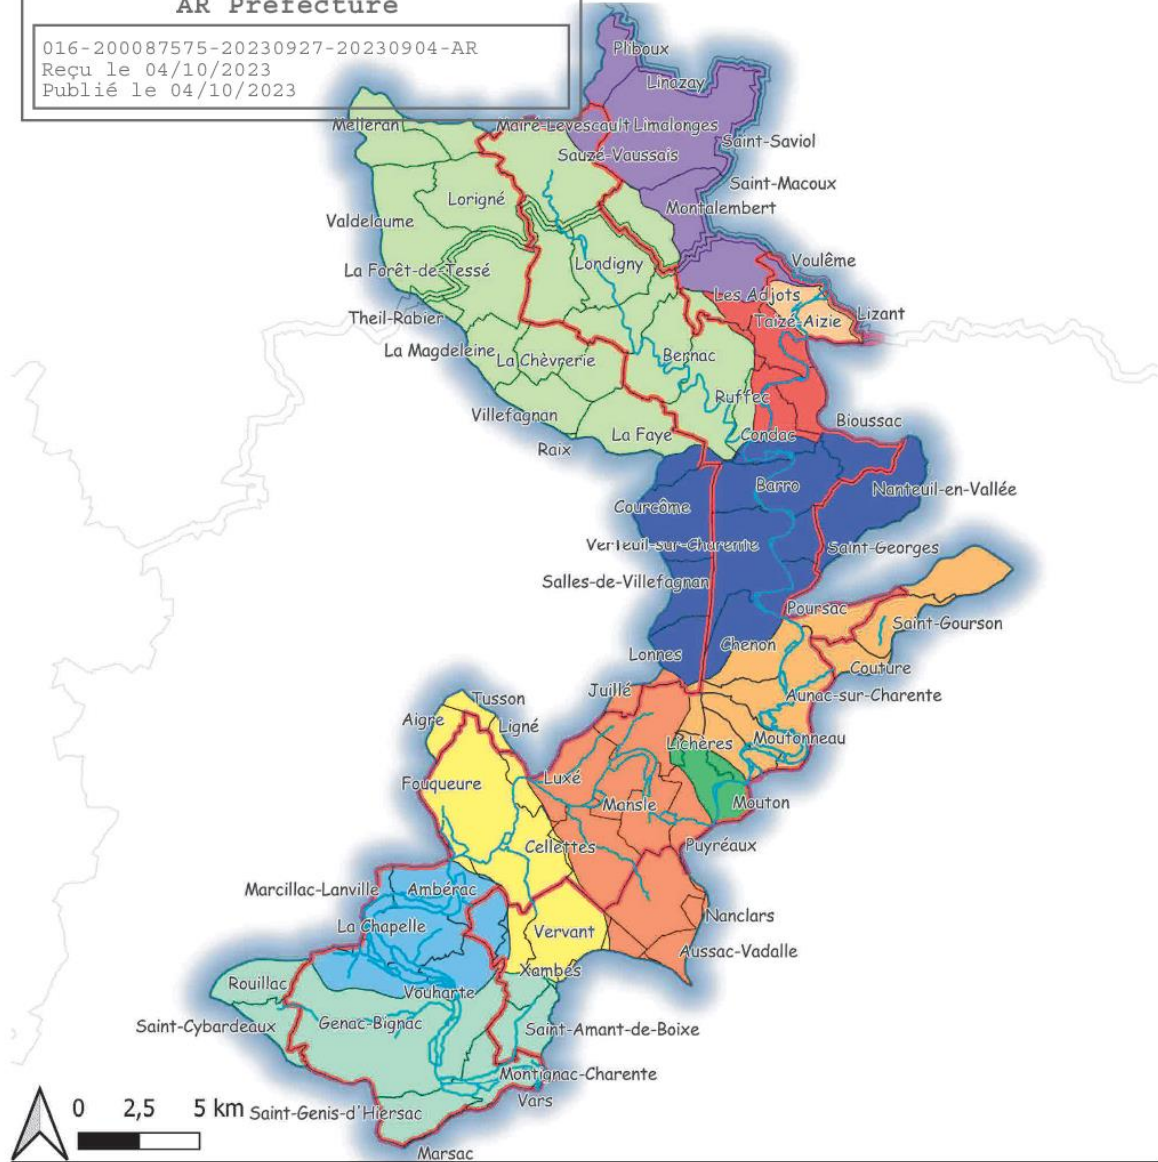 AR Prefecture
016-200087575-20230927-20230904-AR
Reçu le 04/10/2023
Publié le 04/10/2023
Pliboux
Linazay
Melleran
Mairé-Levescault
Limalonges
Saint-Saviol
Sauzé-Vaussais
Saint-Macoux
Lorigné
Montalembert
Valdelaume
Voulême
Londigny
La Forêt-de-Tessé
Les Adjots
Lizant
Theil-Rabier
Taizé-Aizie
La Magdeleine
La Chèvrerie
Bernac
Ruffec
Villefagnan
Bioussac
La Faye
Condac
Raix
Barro
Nanteuil-en-Vallée
Courcôme
Verteuil-sur-Charente
Saint-Georges
Salles-de-Villefagnan
Poursac
Saint-Gourson
Chenon
Lonnes
Couture
Juillé
Aunac-sur-Charente
Tusson
Aigre
Ligné
Lichères
Moutonneau
Fouqueure
Luxé
Mansle
Mouton
Cellettes
Puyréaux
Marcillac-Lanville
Ambérac
La Chapelle
Nanclars
Vervant
Aussac-Vadalle
Xambes
Rouillac
Vouharte
Saint-Cybardeaux
Genac-Bignac
Saint-Amant-de-Boixe
Montignac-Charente
Vars
0 2,5 5 km
Saint-Genis-d'Hiersac
Marsac